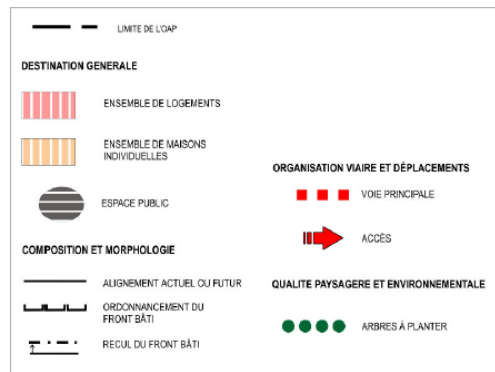 LIMITE DE L'OAP
DESTINATION GENERALE
ENSEMBLE DE LOGEMENTS
ENSEMBLE DE MAISONS
INDIVIDUELLES
ESPACE PUBLIC
COMPOSITION ET MORPHOLOGIE
ALIGNEMENT ACTUEL OU FUTUR
ORDONNANCEMENT DU
FRONT BÂTI
RECUL DU FRONT BÂTI
ORGANISATION VIAIRE ET DÉPLACEMENTS
VOIE PRINCIPALE
ACCÈS
QUALITE PAYSAGERE ET ENVIRONNEMENTALE
ARBRES À PLANTER